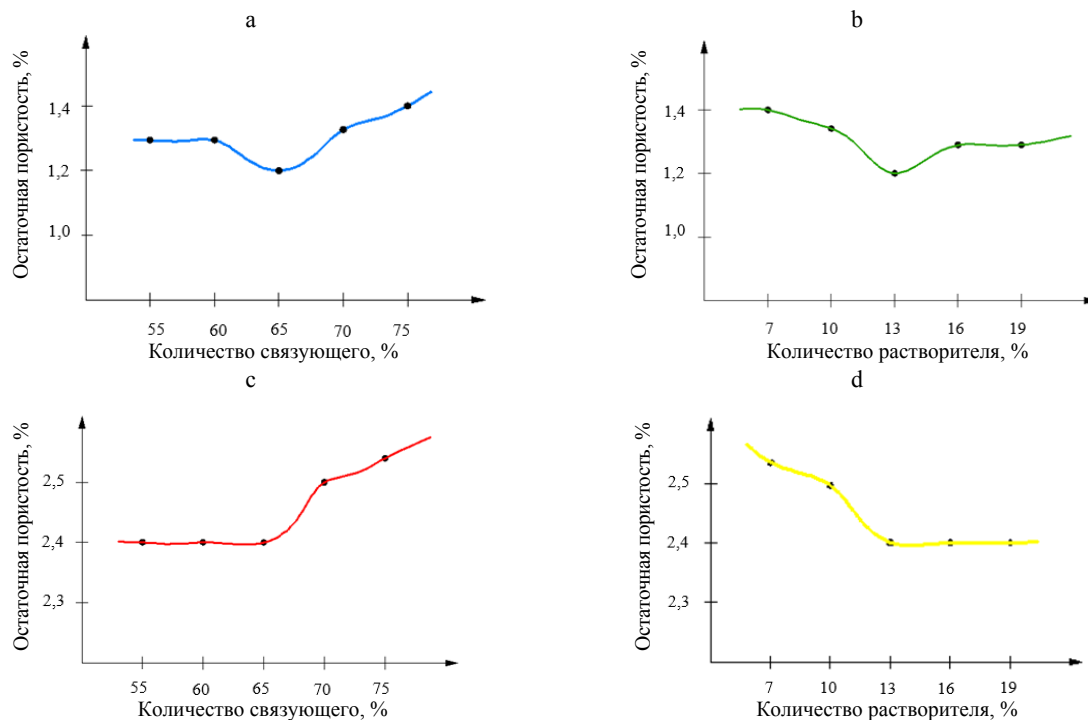 a
Остаточная пористость, %
1,4
1,2
1,0
55 60 65 70 75
Количество связующего, %
b
Остаточная пористость, %
1,4
1,2
1,0
7 10 13 16 19
Количество растворителя, %
c
Остаточная пористость, %
2,5
2,4
2,3
55 60 65 70 75
Количество связующего, %
d
Остаточная пористость, %
2,5
2,4
2,3
7 10 13 16 19
Количество растворителя, %